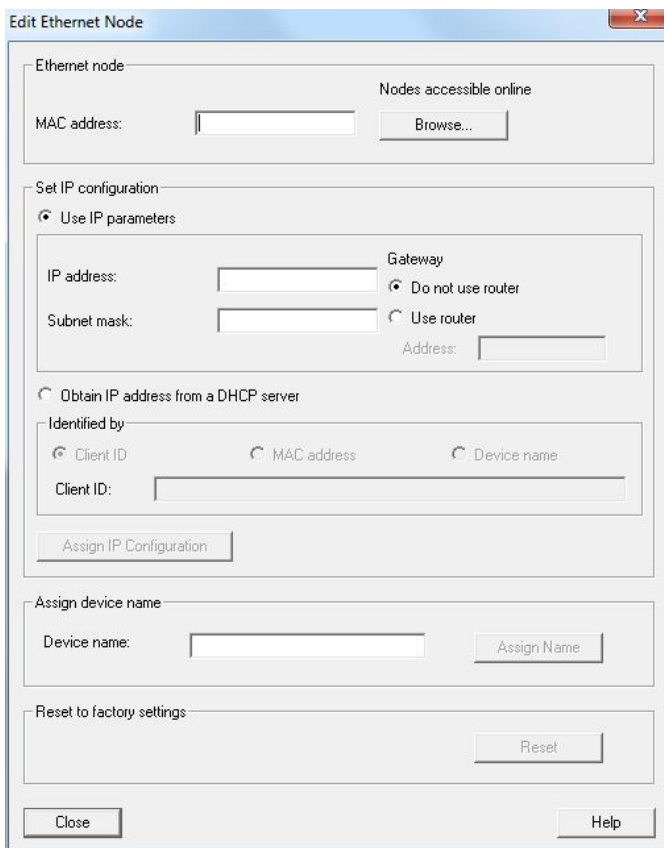 Edit Ethernet Node
Ethernet node
Nodes accessible online
MAC address:
Browse...
Set IP configuration
Use IP parameters
Gateway
IP address:
Do not use router
Subnet mask:
Use router
Address:
Obtain IP address from a DHCP server
Identified by
Client ID
MAC address
Device name
Client ID:
Assign IP Configuration
Assign device name
Device name:
Assign Name
Reset to factory settings
Reset
Close
Help